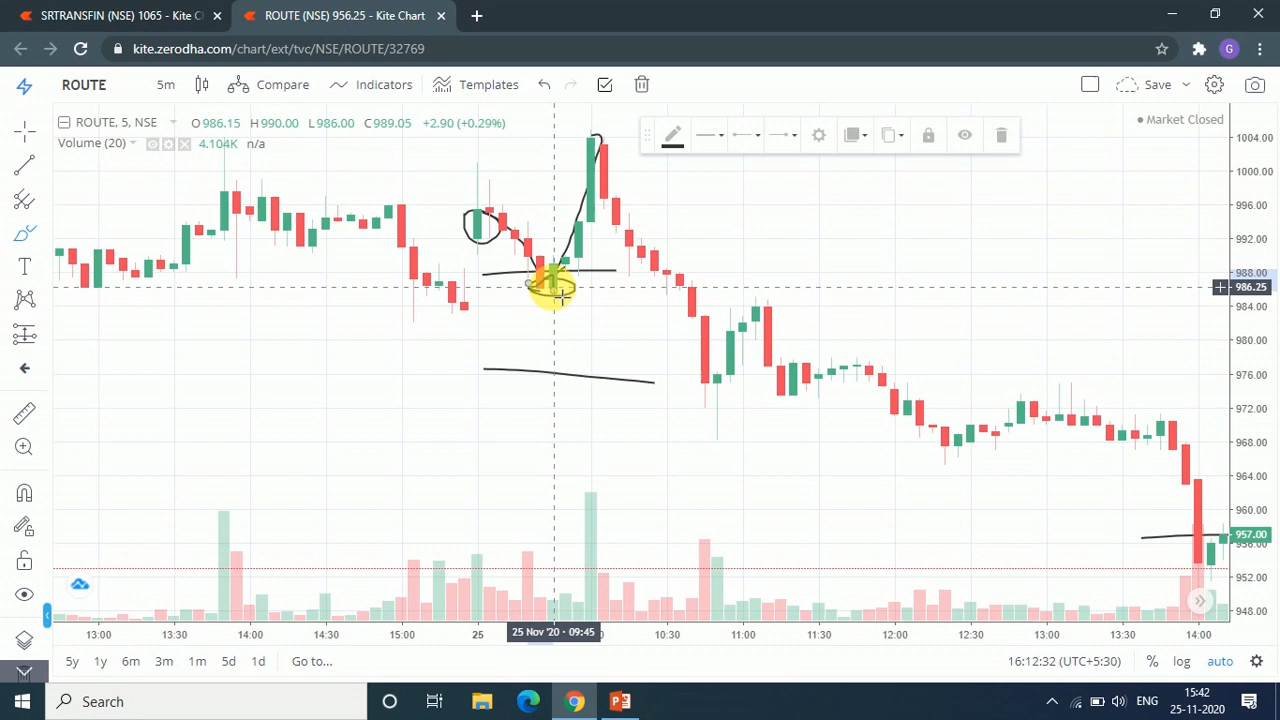 SRTRANSFIN (NSE) 1065 - Kite C
ROUTE (NSE) 956.25 - Kite Chart
kite.zerodha.com/chart/ext/tvc/NSE/ROUTE/32769
G
ROUTE 5m Compare Indicators Templates Save
ROUTE, 5, NSE O986.15 H990.00 L986.00 C989.05 +2.90 (+0.29%)
Volume (20) 4.104K n/a
Market Closed
1004.00
1000.00
996.00
992.00
988.00
986.25
984.00
980.00
976.00
972.00
968.00
964.00
960.00
957.00
956.00
952.00
948.00
13:00 13:30 14:00 14:30 15:00 25 25 Nov '20 · 09:45 10:30 11:00 11:30 12:00 12:30 13:00 13:30 14:00
5y 1y 6m 3m 1m 5d 1d Go to... 16:12:32 (UTC+5:30) % log auto
Search
ENG
15:42
25-11-2020